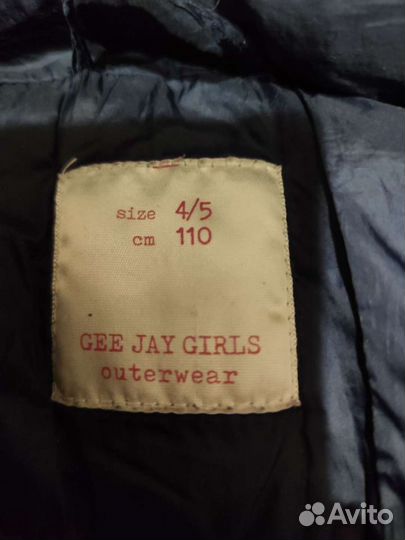 size 4/5
cm 110
GEE JAY GIRLS
outerwear
Avito